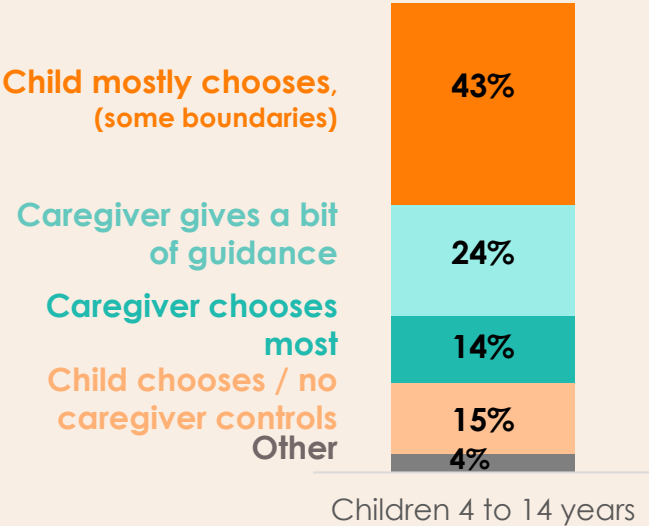 Child mostly chooses,
(some boundaries)
43%
Caregiver gives a bit
of guidance
24%
Caregiver chooses
most
14%
Child chooses / no
caregiver controls
15%
Other
4%
Children 4 to 14 years